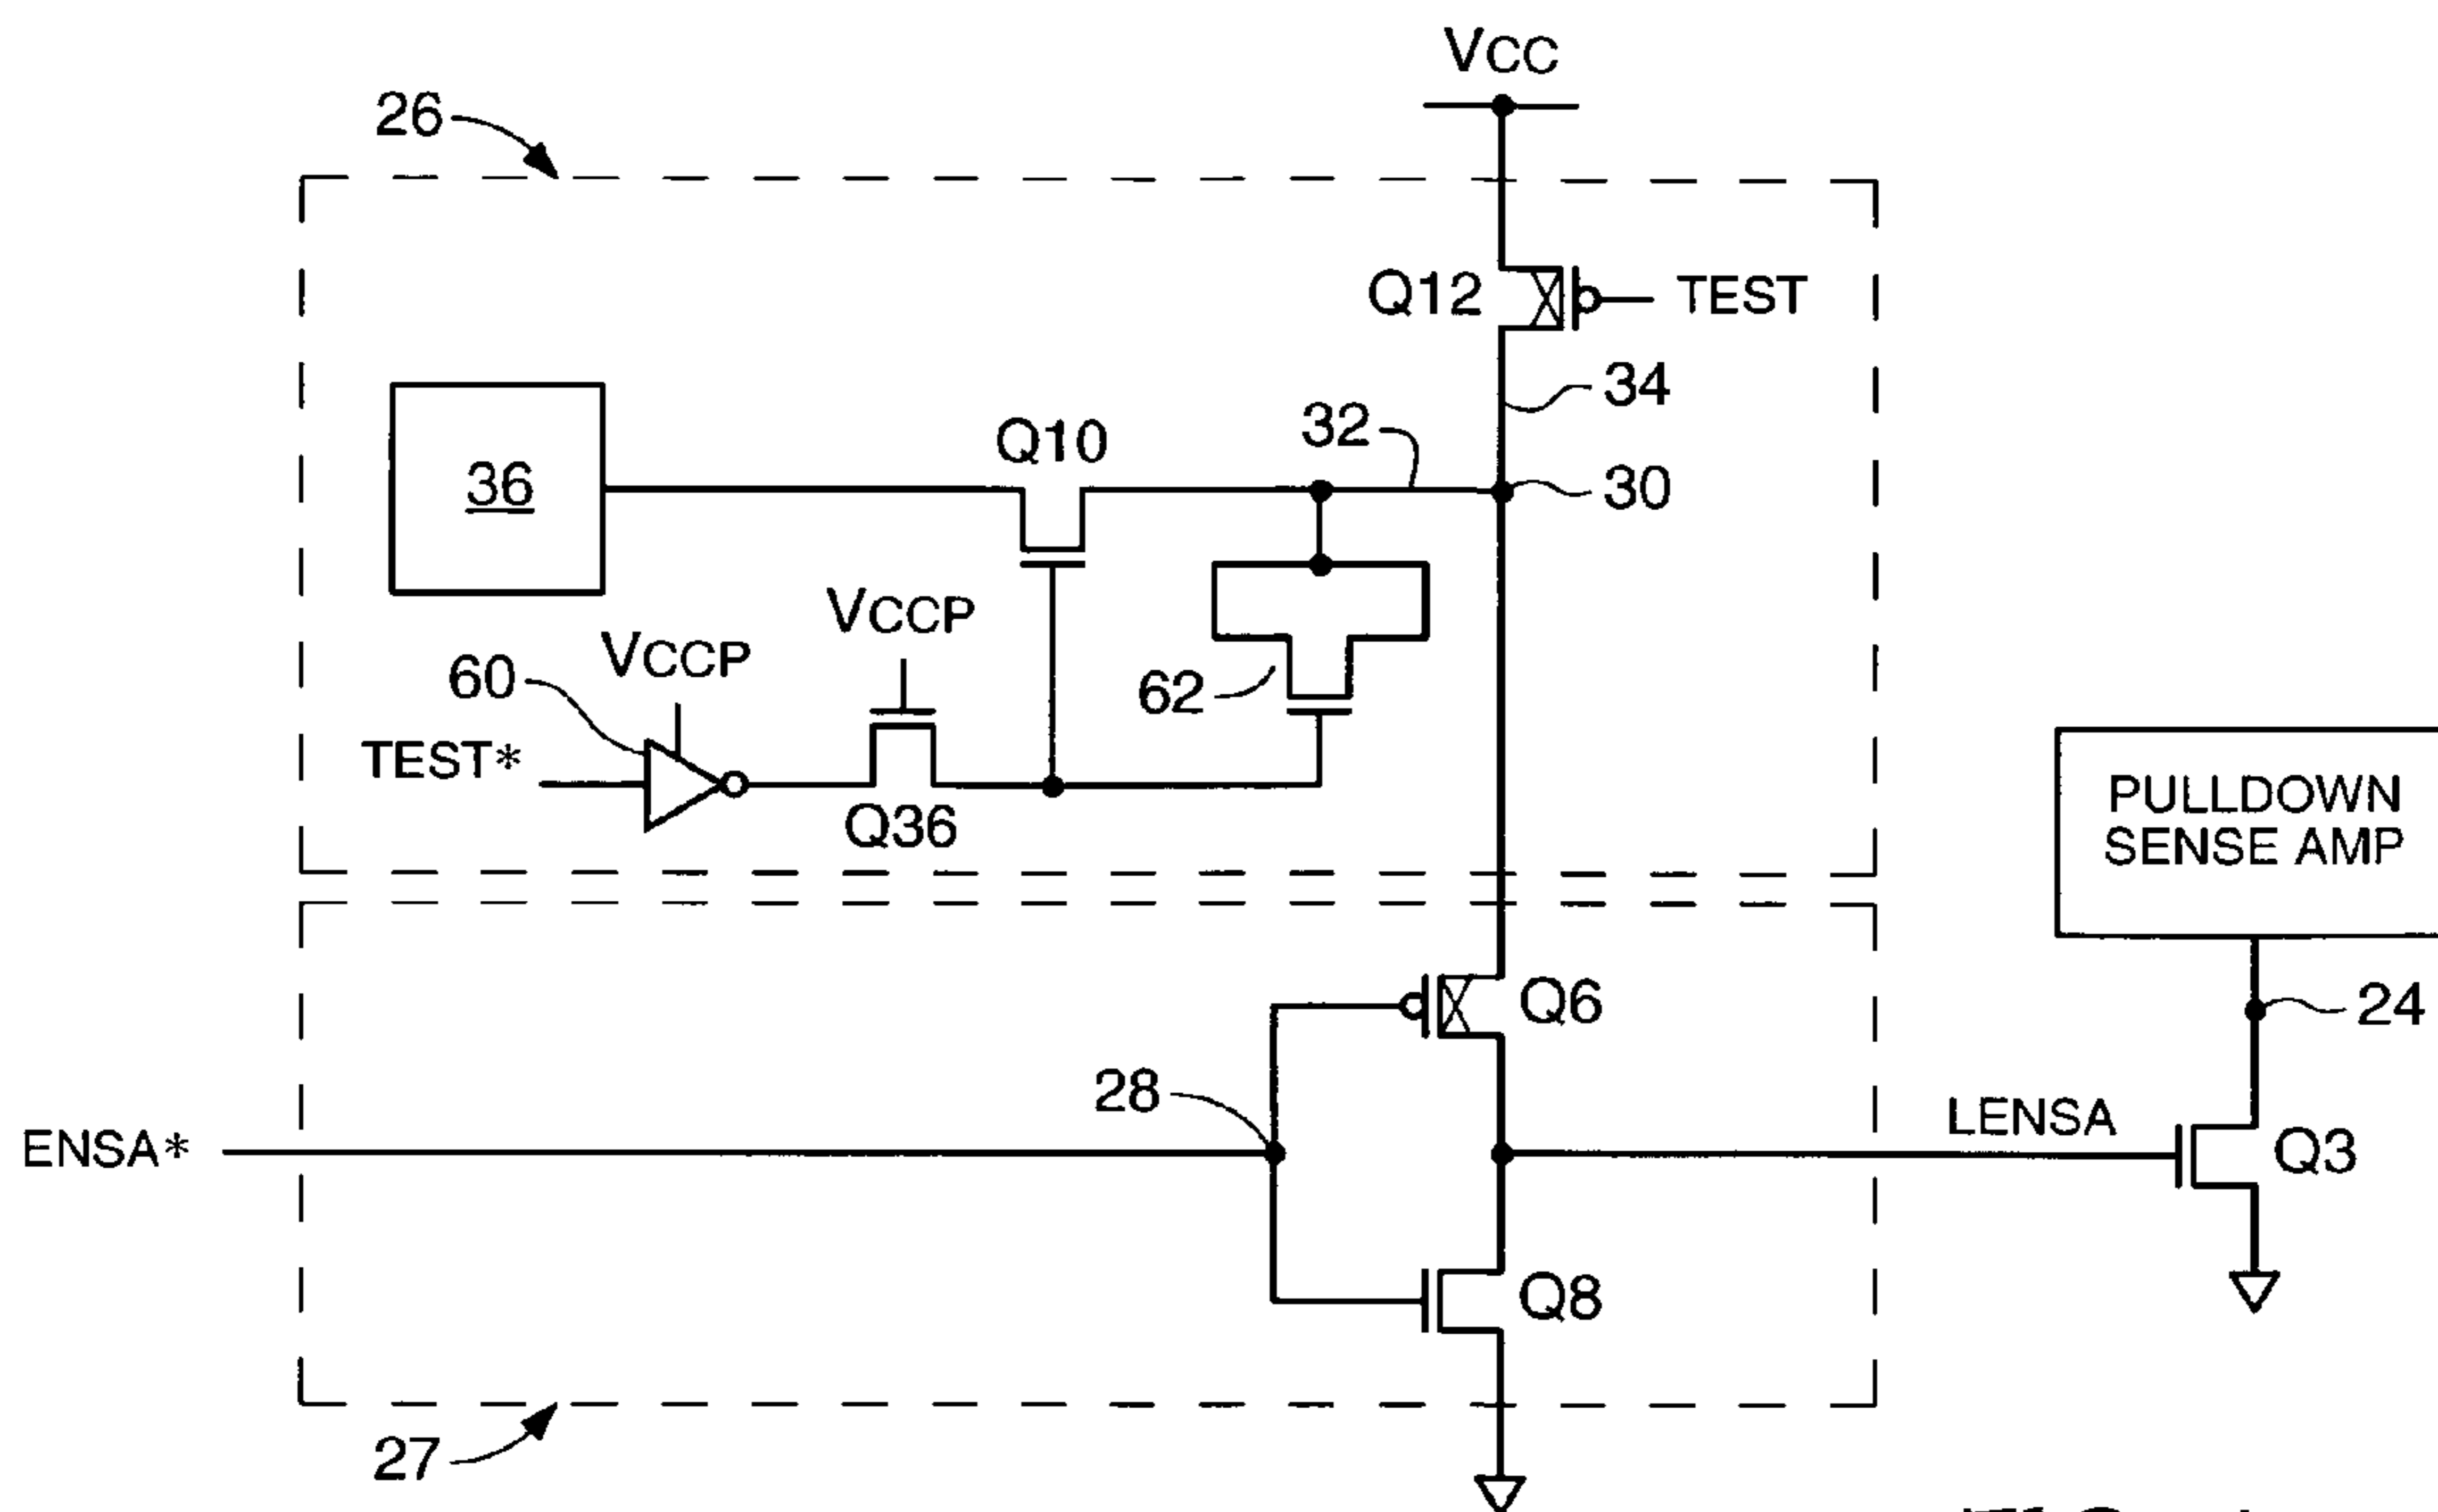 VCC
26
Q12
TEST
34
32
Q10
30
36
VCCP
VCCP
60
62
TEST*
Q36
PULLDOWN
SENSE AMP
Q6
24
28
LENSA
ENSA*
Q3
Q8
27